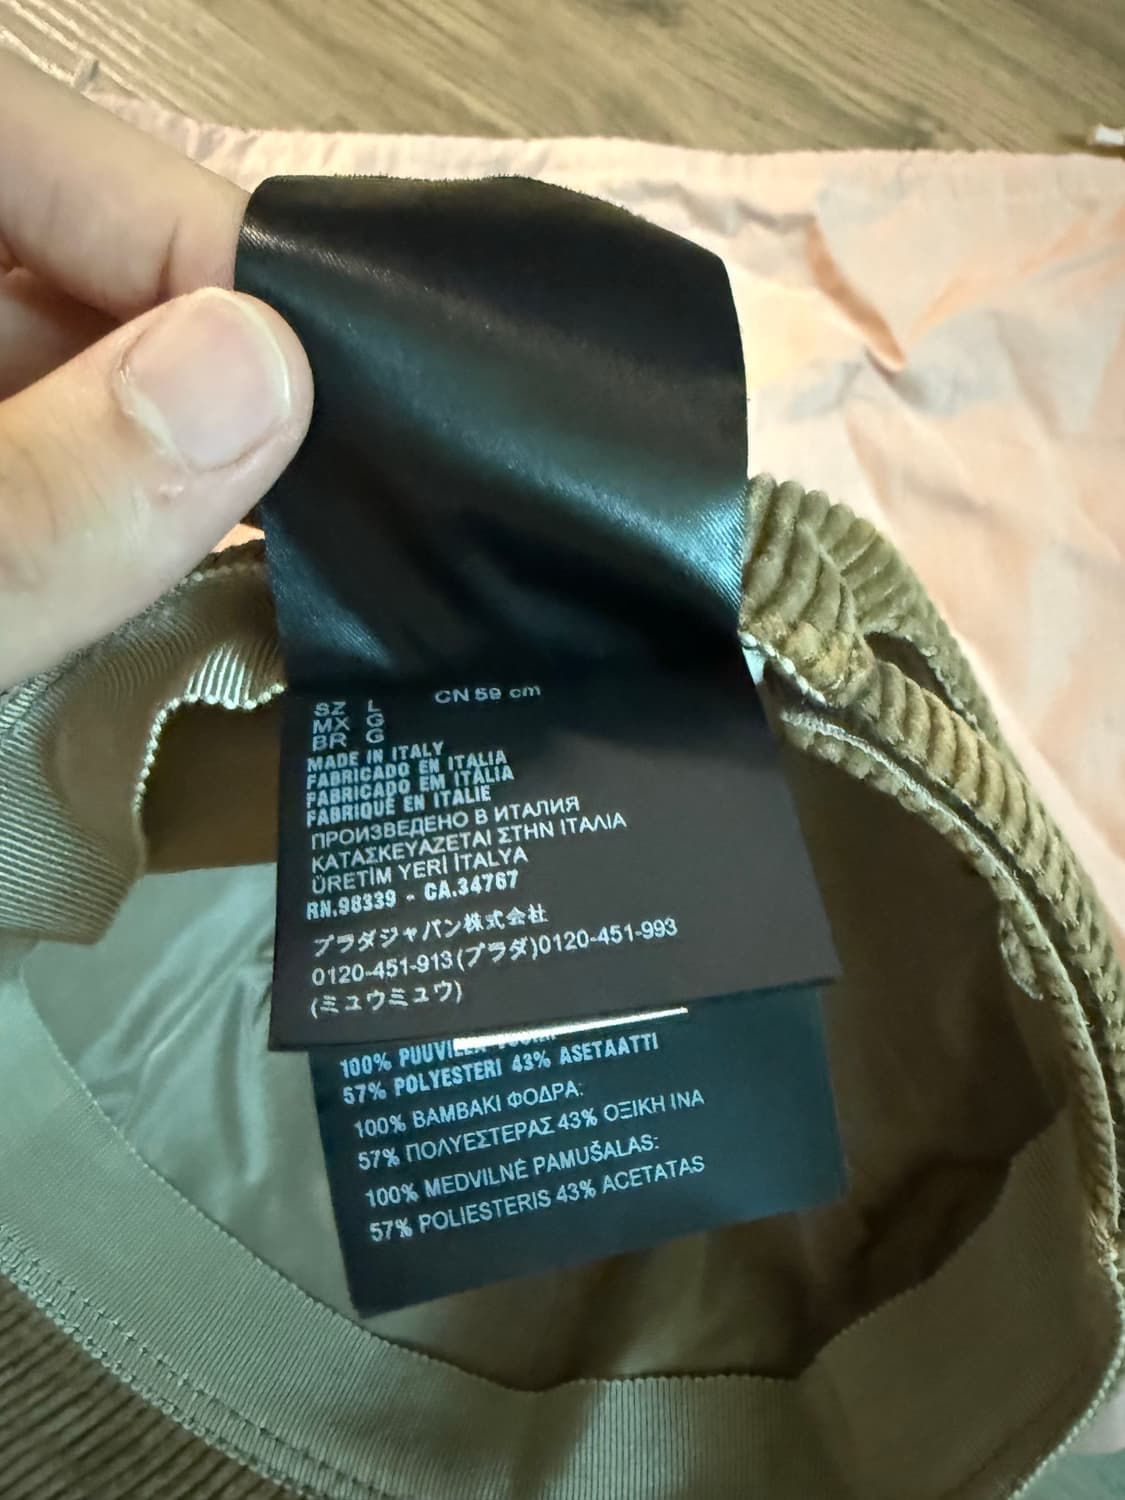 SZ L CN 59 cm
MX G
BR G
MADE IN ITALY
FABRICADO EN ITALIA
FABRICADO EM ITÁLIA
FABRIQUÉ EN ITALIE
ПРОИЗВЕДЕНО В ИТАЛИЯ
ΚΑΤΑΣΚΕΥΑΖΕΤΑΙ ΣΤΗΝ ΙΤΑΛΙΑ
ÜRETİM YERİ İTALYA
RN.98339 - CA.34767
プラダジャパン株式会社
0120-451-913(プラダ)0120-451-993
(ミュウミュウ)
100%
57% POLYESTERI 43% ASETAATTI
100% ΒΑΜΒΑΚΙ ΦΟΔΡΑ:
57% ΠΟΛΥΕΣΤΕΡΑΣ 43% ΟΞΙΚΗ ΙΝΑ
100% MEDVILNĖ PAMUŠALAS:
57% POLIESTERIS 43% ACETATAS